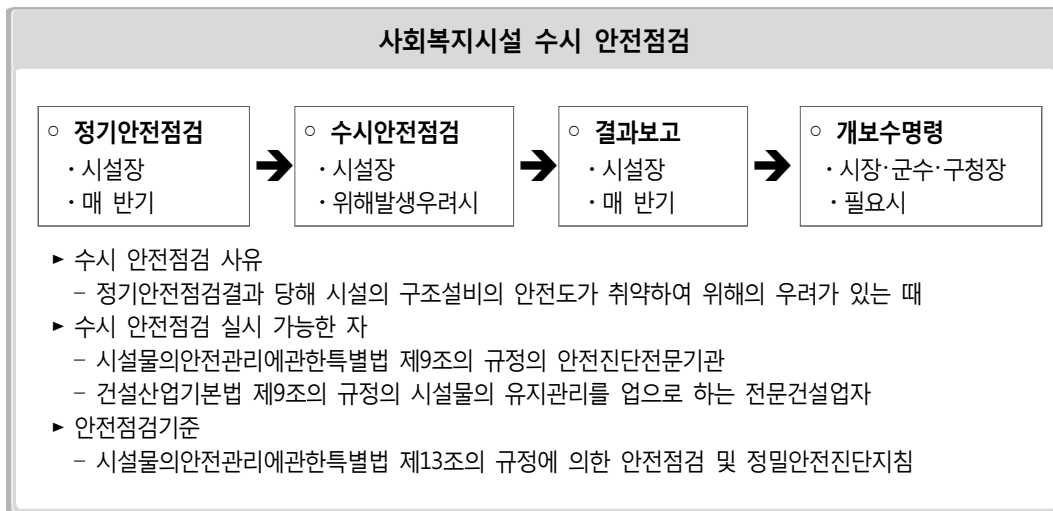 사회복지시설 수시 안전점검
○ 정기안전점검
· 시설장
· 매 반기
➔
○ 수시안전점검
· 시설장
· 위해발생우려시
➔
○ 결과보고
· 시설장
· 매 반기
➔
○ 개보수명령
· 시장·군수·구청장
· 필요시
► 수시 안전점검 사유
– 정기안전점검결과 당해 시설의 구조설비의 안전도가 취약하여 위해의 우려가 있는 때
► 수시 안전점검 실시 가능한 자
– 시설물의안전관리에관한특별법 제9조의 규정의 안전진단전문기관
– 건설산업기본법 제9조의 규정의 시설물의 유지관리를 업으로 하는 전문건설업자
► 안전점검기준
– 시설물의안전관리에관한특별법 제13조의 규정에 의한 안전점검 및 정밀안전진단지침